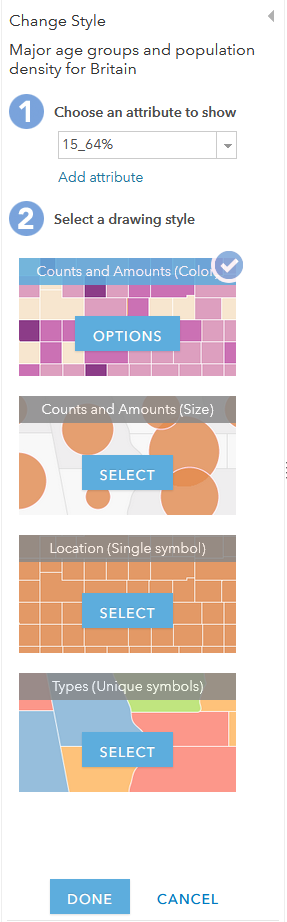 Change Style
Major age groups and population
density for Britain
1 Choose an attribute to show
15_64%
Add attribute
2 Select a drawing style
Counts and Amounts (Color)
OPTIONS
Counts and Amounts (Size)
SELECT
Location (Single symbol)
SELECT
Types (Unique symbols)
SELECT
DONE CANCEL